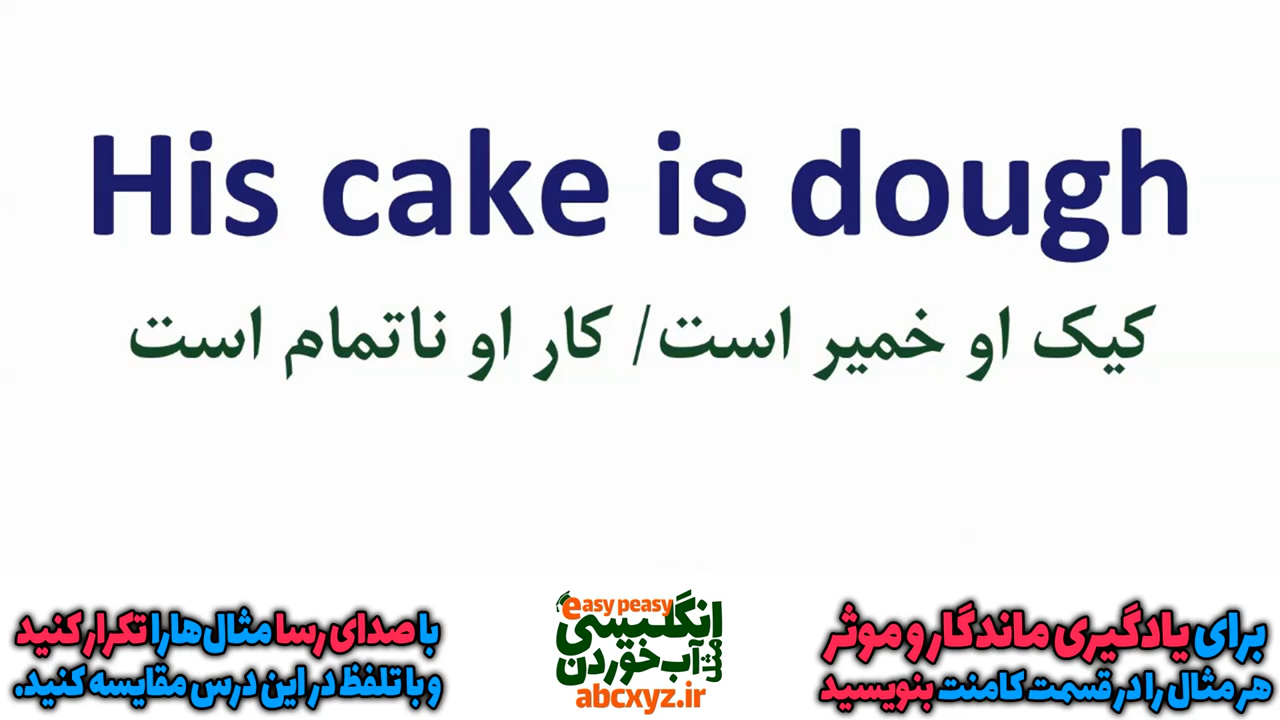 His cake is dough
کیک او خمیر است/ کار او ناتمام است
برای یادگیری ماندگار و موثر
هر مثال را در قسمت کامنت بنویسید
easy peasy
انگلیسی
مثل
آب خوردن
abcxyz.ir
با صدای رسا مثال‌ها را تکرار کنید
و با تلفظ در این درس مقایسه کنید.